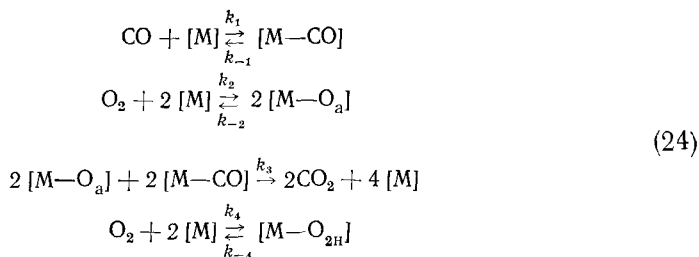 CO + [M] k₁ ⇄ k₋₁ [M—CO]
O₂ + 2 [M] k₂ ⇄ k₋₂ 2 [M—Oₐ]
(24)
2 [M—Oₐ] + 2 [M—CO] k₃ → 2CO₂ + 4 [M]
O₂ + 2 [M] k₄ ⇄ k₋₄ [M—O₂H]